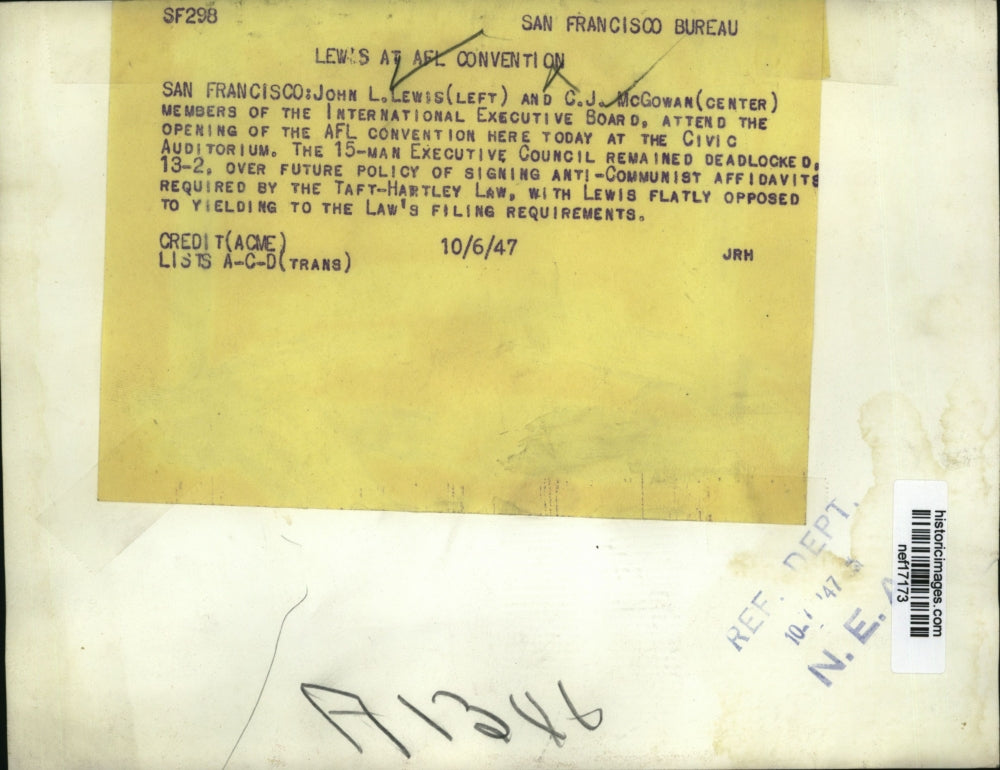 SF298
SAN FRANCISCO BUREAU
LEWIS AT AFL CONVENTION
SAN FRANCISCO:JOHN L.LEWIS(LEFT) AND C.J. MCGOWAN(CENTER)
MEMBERS OF THE INTERNATIONAL EXECUTIVE BOARD, ATTEND THE
OPENING OF THE AFL CONVENTION HERE TODAY AT THE CIVIC
AUDITORIUM. THE 15-MAN EXECUTIVE COUNCIL REMAINED DEADLOCKED,
13-2, OVER FUTURE POLICY OF SIGNING ANTI-COMMUNIST AFFIDAVITS
REQUIRED BY THE TAFT-HARTLEY LAW, WITH LEWIS FLATLY OPPOSED
TO YIELDING TO THE LAW'S FILING REQUIREMENTS.
CREDIT(ACME) 10/6/47 JRH
LISTS A-C-D(TRANS)
REF. DEPT.
'47
N. E. A
historicimages.com
nef17173
A1346